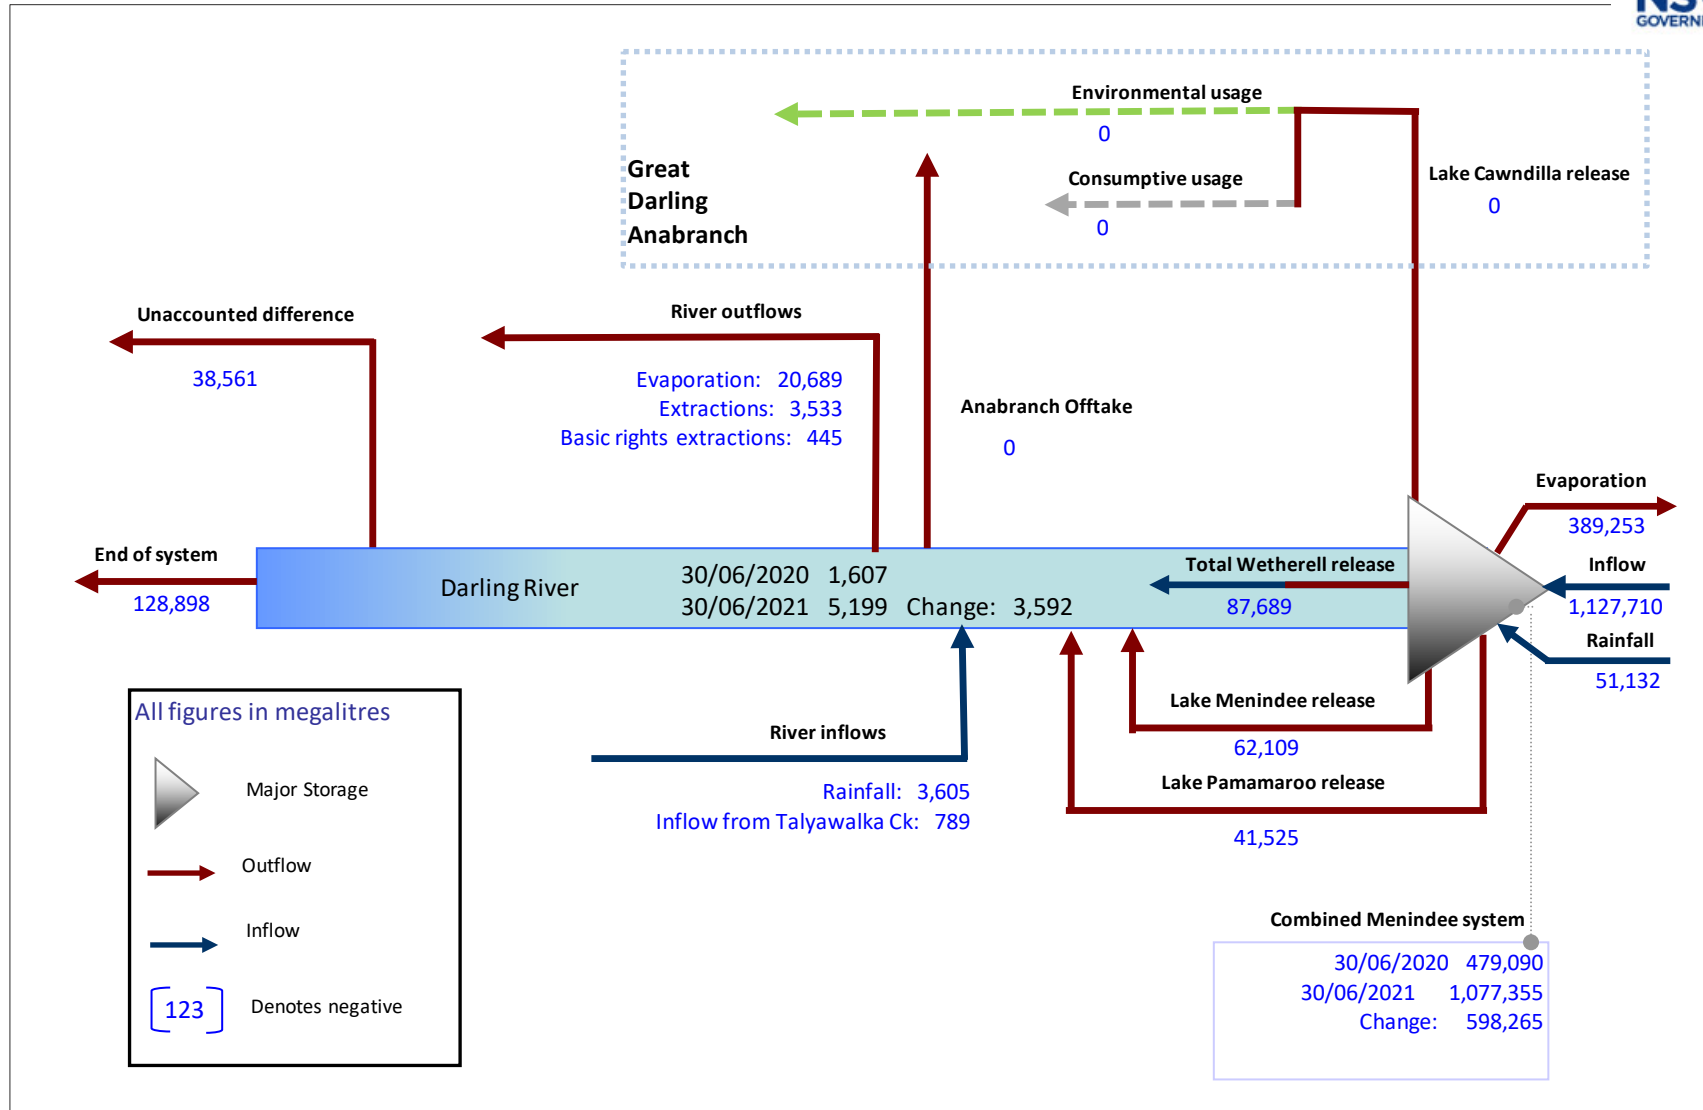 Environmental usage
0
Great
Darling
Anabranch
Consumptive usage
0
Lake Cawndilla release
0
Unaccounted difference
38,561
River outflows
Evaporation: 20,689
Extractions: 3,533
Basic rights extractions: 445
Anabranch Offtake
0
Evaporation
389,253
End of system
128,898
Darling River
30/06/2020 1,607
30/06/2021 5,199 Change: 3,592
Total Wetherell release
87,689
Inflow
1,127,710
Rainfall
51,132
River inflows
Rainfall: 3,605
Inflow from Talyawalka Ck: 789
Lake Menindee release
62,109
Lake Pamamaroo release
41,525
All figures in megalitres
Major Storage
Outflow
Inflow
123 Denotes negative
Combined Menindee system
30/06/2020 479,090
30/06/2021 1,077,355
Change: 598,265